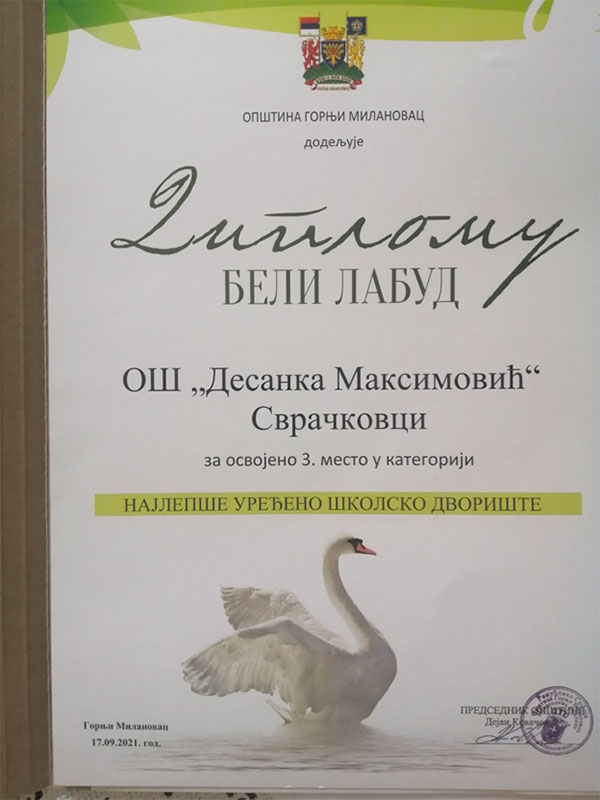 ОПШТИНА ГОРЊИ МИЛАНОВАЦ
додељује
Диплому
БЕЛИ ЛАБУД
ОШ „Десанка Максимовић“
Сврачковци
за освојено 3. место у категорији
НАЈЛЕПШЕ УРЕЂЕНО ШКОЛСКО ДВОРИШТЕ
ПРЕДСЕДНИК ОПШТИНЕ
Горњи Милановац
Дејан Ковачевић
17.09.2021. год.